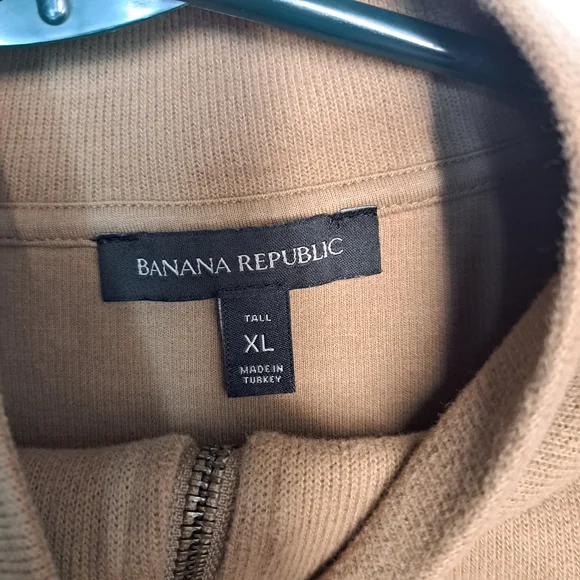 BANANA REPUBLIC
TALL
XL
MADE IN
TURKEY